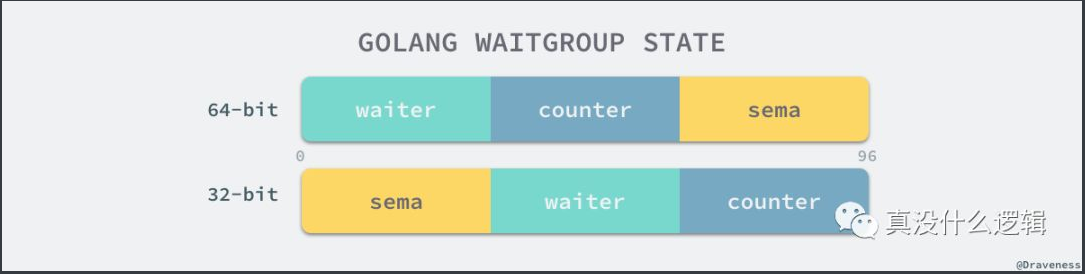 GOLANG WAITGROUP STATE
64-bit waiter counter sema
0 96
32-bit sema waiter counter
真没什么逻辑
@Draveness